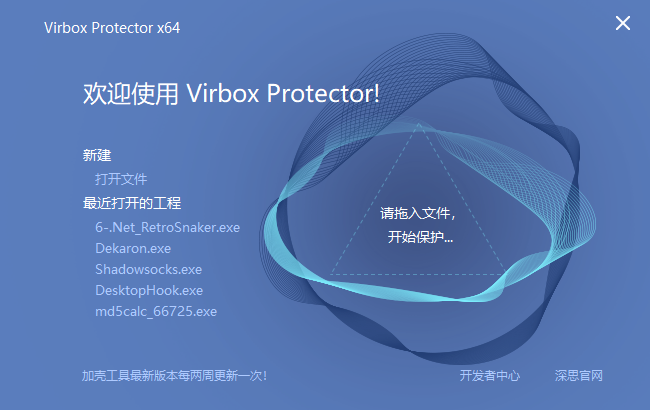 Virbox Protector x64
欢迎使用 Virbox Protector!
新建
打开文件
最近打开的工程
6-.Net_RetroSnaker.exe
Dekaron.exe
Shadowsocks.exe
DesktopHook.exe
md5calc_66725.exe
请拖入文件，
开始保护...
加壳工具最新版本每两周更新一次！
开发者中心
深思官网